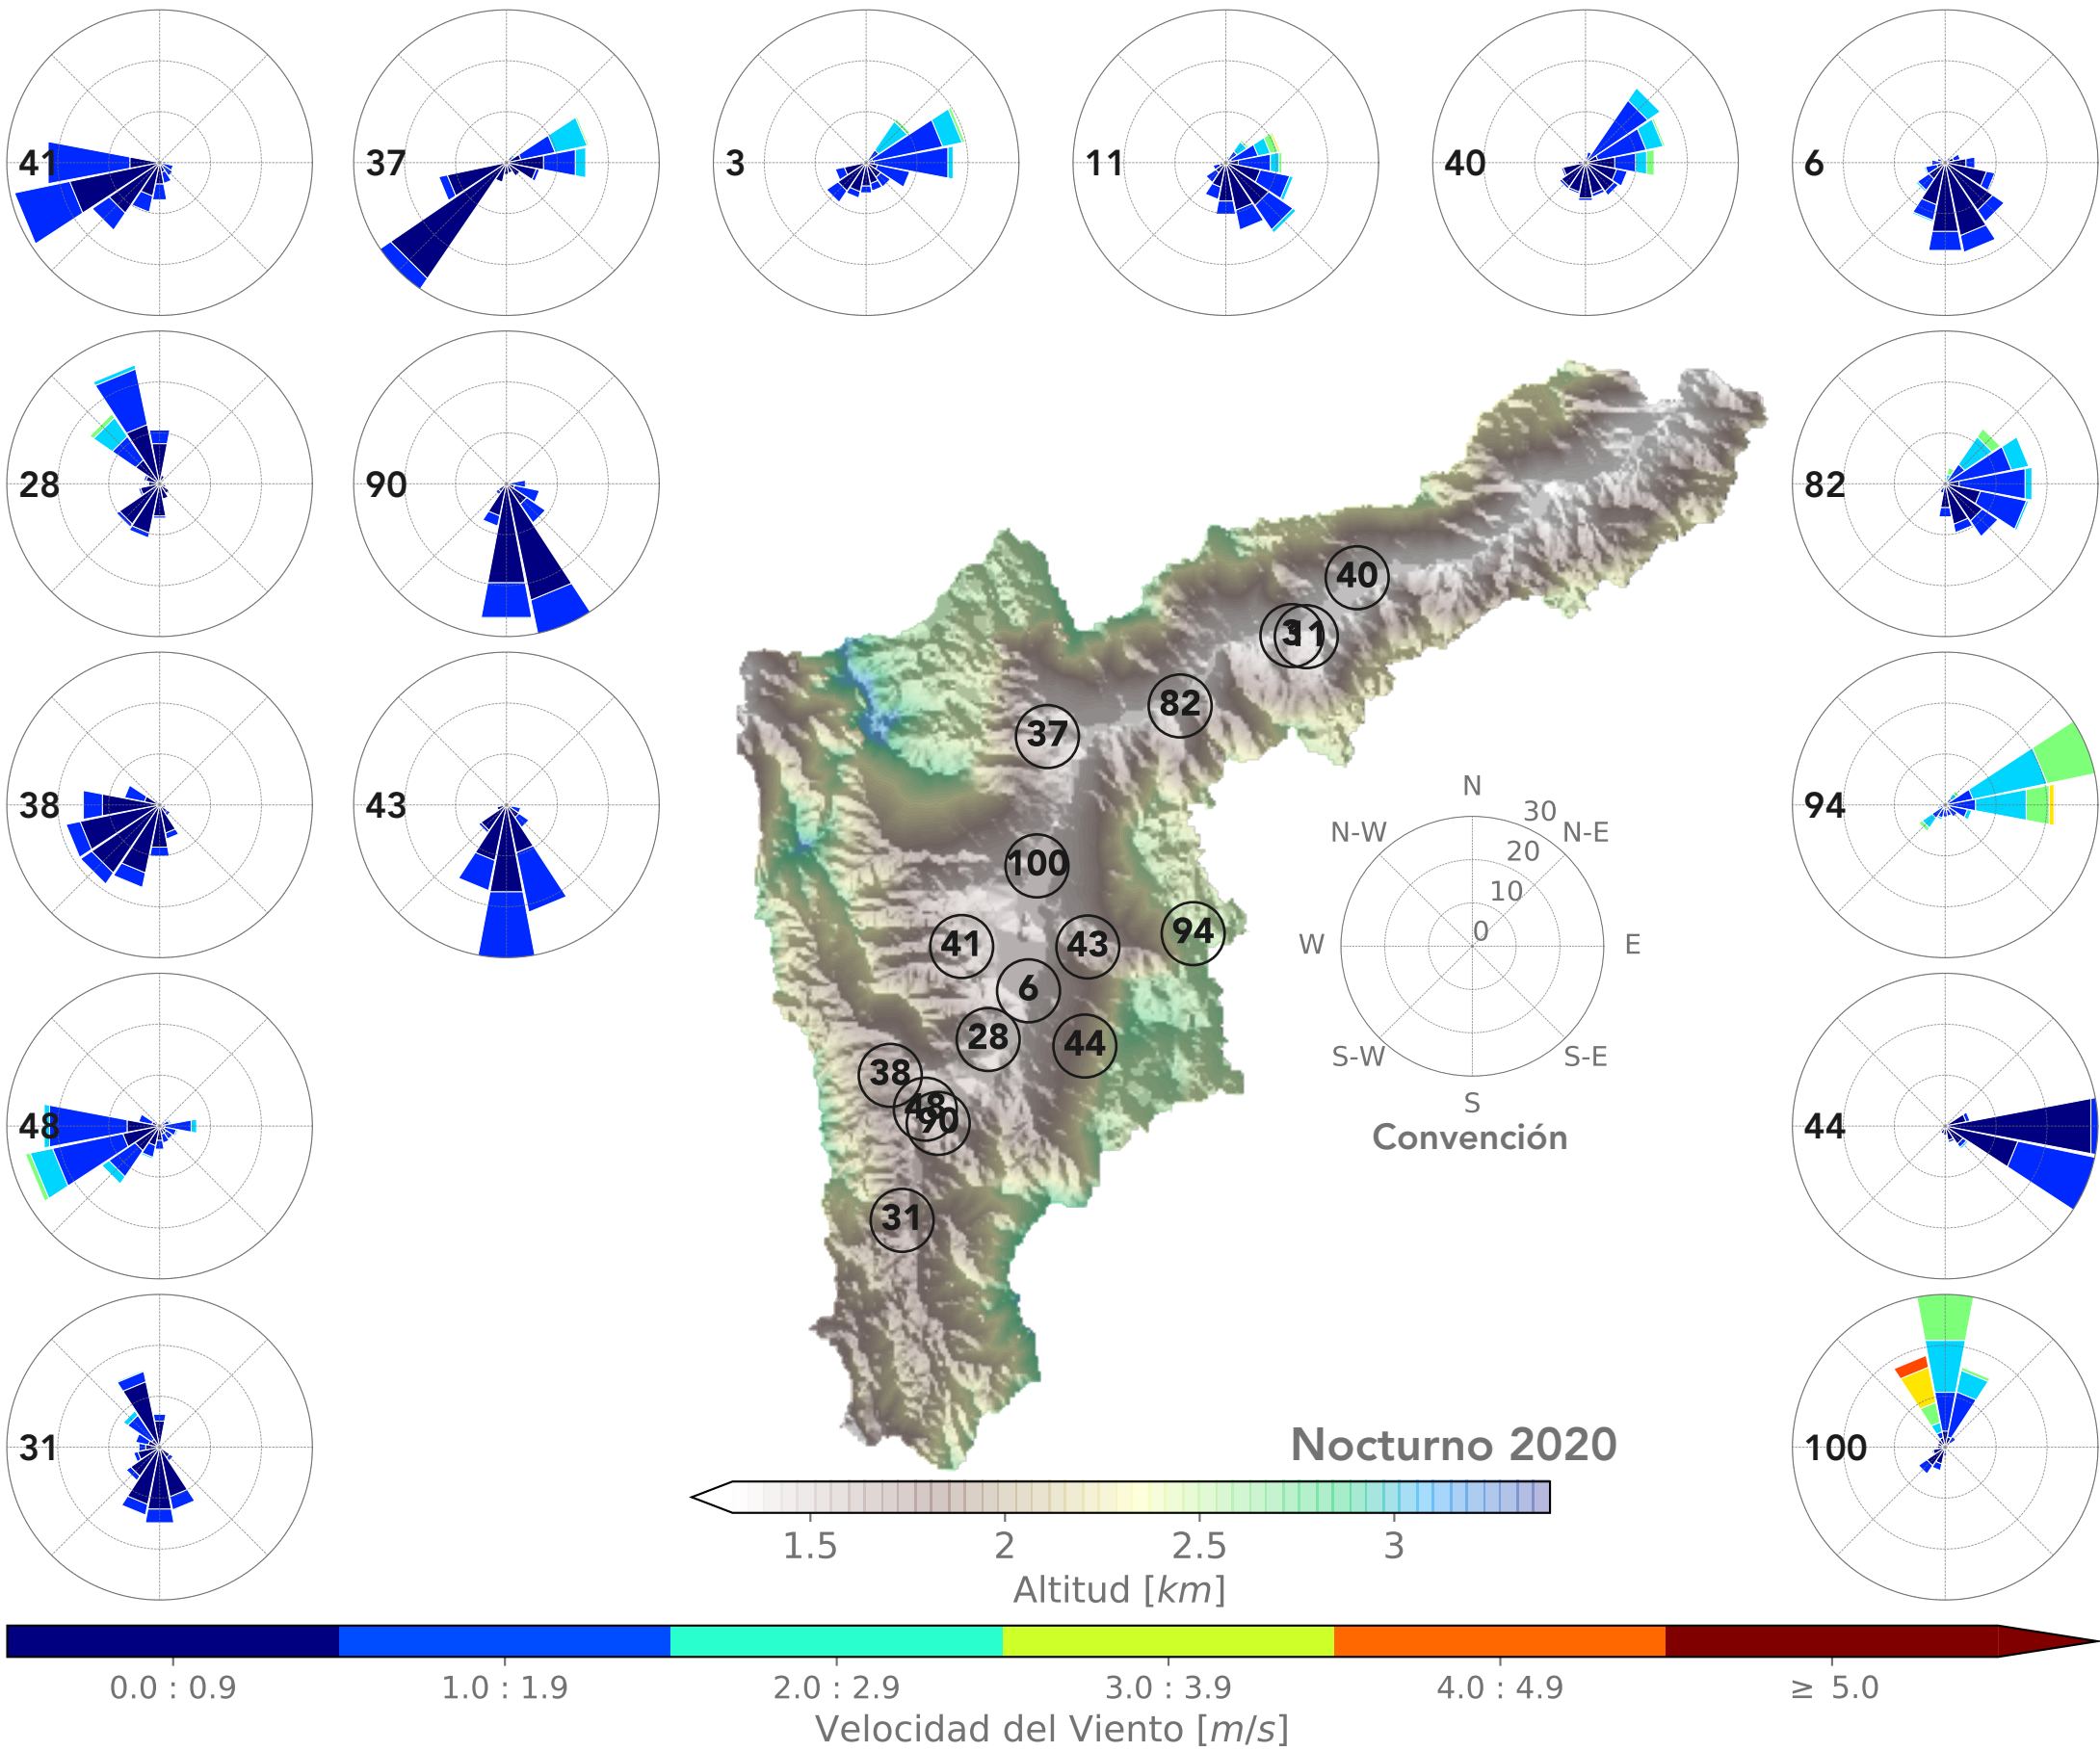 41
37
3
11
40
6
28
90
82
38
43
94
48
44
31
100
40
3
11
82
37
100
41
43
94
6
28
44
38
48
90
31
N
30
N-W
N-E
20
10
0
W
E
S-W
S-E
S
Convención
Nocturno 2020
1.5
2
2.5
3
Altitud [km]
0.0 : 0.9
1.0 : 1.9
2.0 : 2.9
3.0 : 3.9
4.0 : 4.9
≥ 5.0
Velocidad del Viento [m/s]